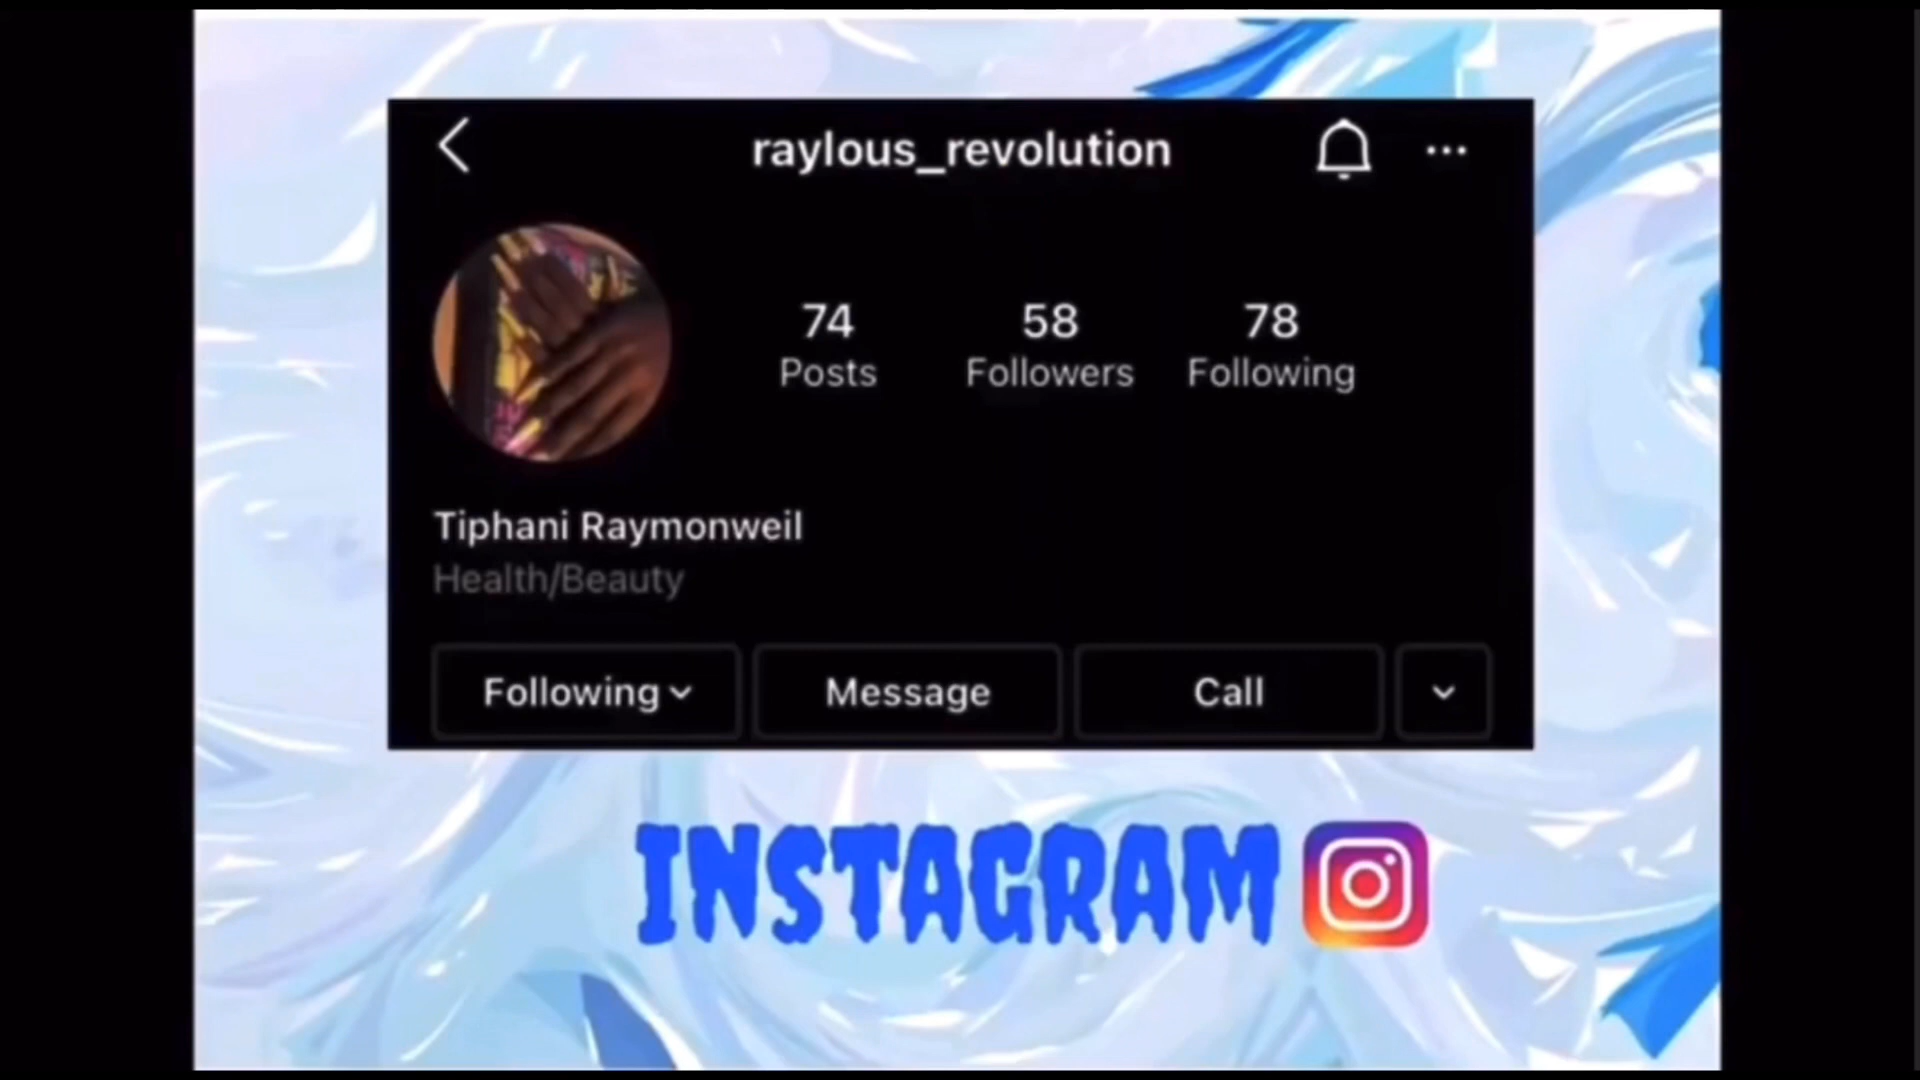 raylous_revolution
74 58 78
Posts Followers Following
Tiphani Raymonweil
Health/Beauty
Following Message Call
INSTAGRAM